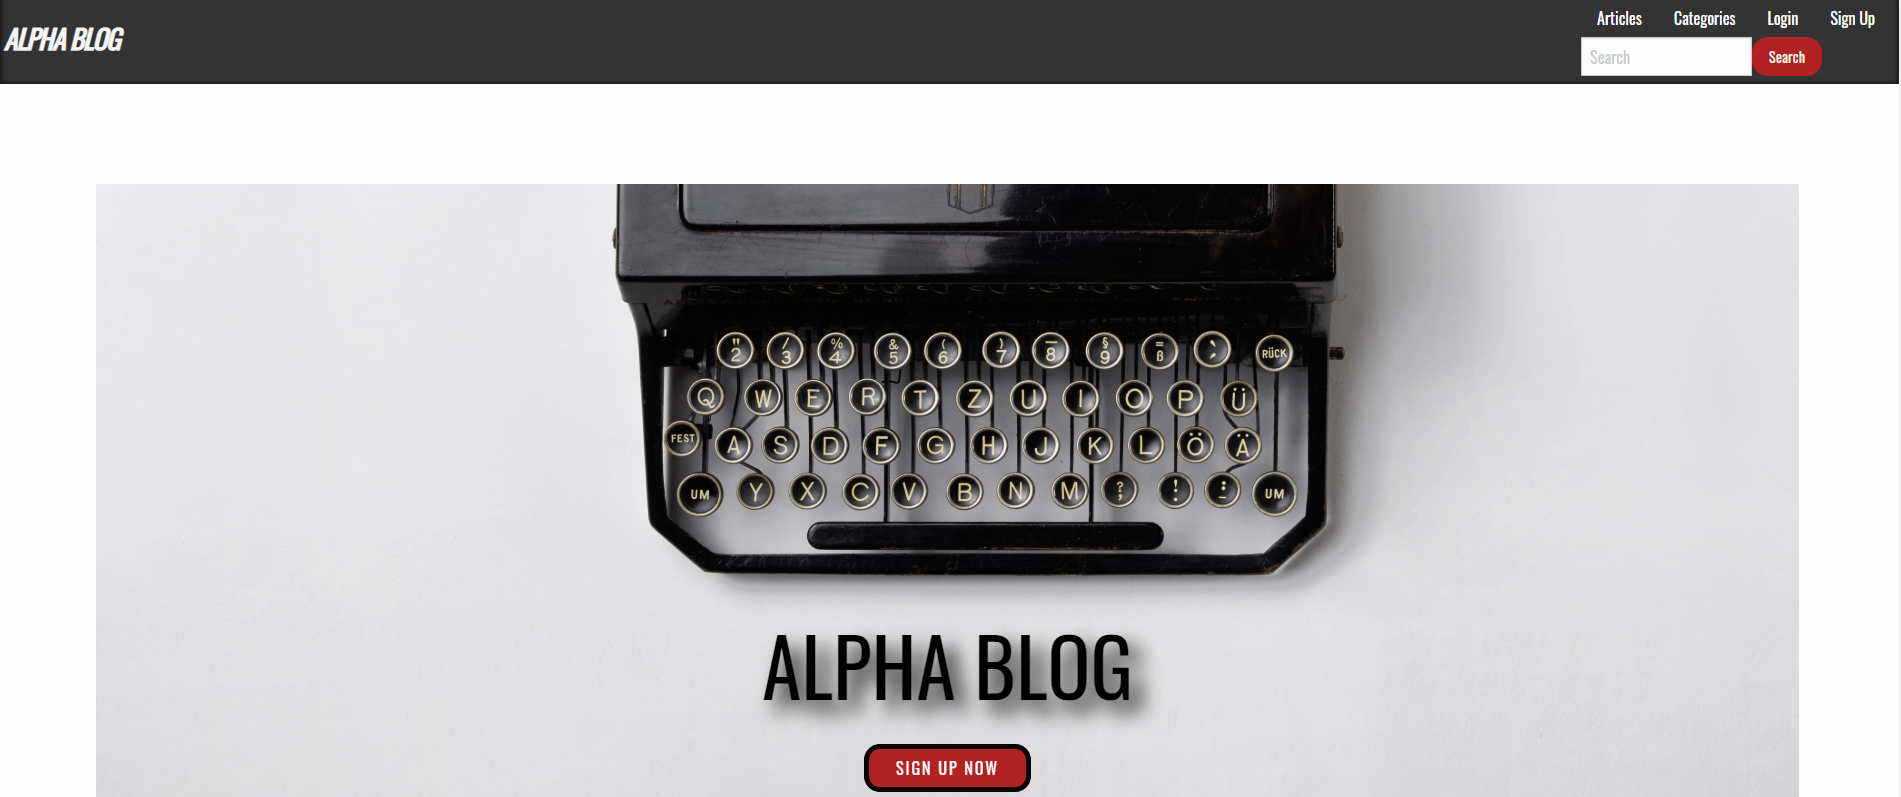 ALPHA BLOG
Articles Categories Login Sign Up
Search Search
" / % & ( ) _ § = `
2 3 4 5 6 7 8 9 ß ´ RÜCK
Q W E R T Z U I O P Ü
FEST A S D F G H J K L Ö Ä
UM Y X C V B N M ? ! : UM
; . -
ALPHA BLOG
SIGN UP NOW